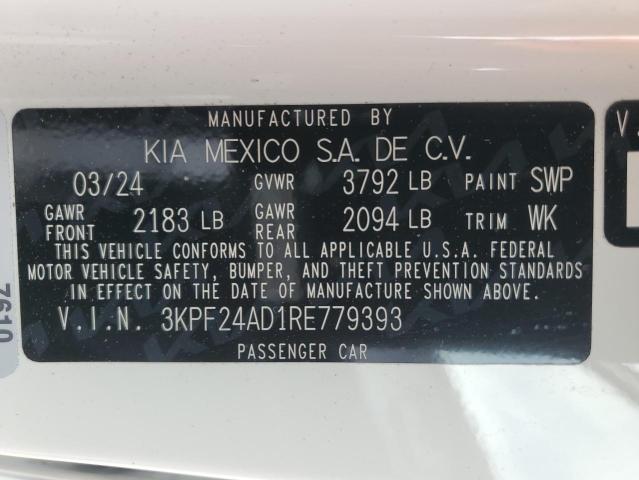 MANUFACTURED BY
KIA MEXICO S.A. DE C.V.
03/24 GVWR 3792 LB PAINT SWP
GAWR FRONT 2183 LB GAWR REAR 2094 LB TRIM WK
THIS VEHICLE CONFORMS TO ALL APPLICABLE U.S.A. FEDERAL
MOTOR VEHICLE SAFETY, BUMPER, AND THEFT PREVENTION STANDARDS
IN EFFECT ON THE DATE OF MANUFACTURE SHOWN ABOVE.
V.I.N. 3KPF24AD1RE779393
PASSENGER CAR
2610
V.